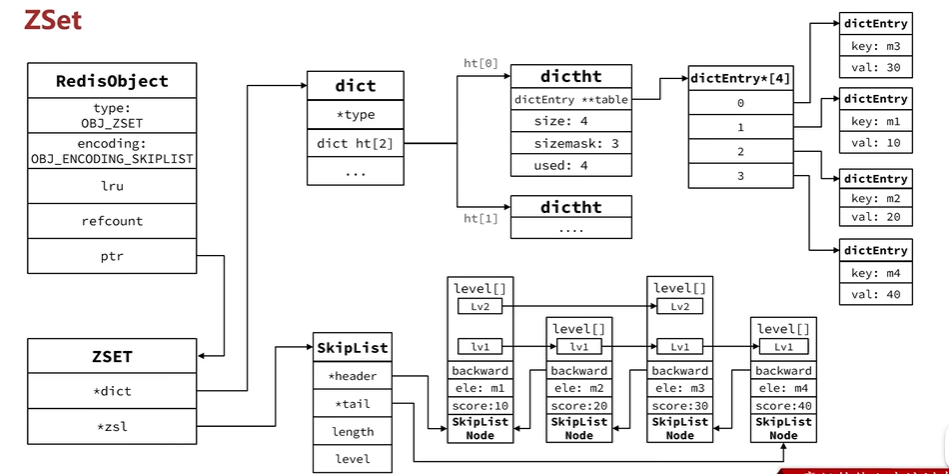 ZSet
RedisObject
type:
OBJ_ZSET
encoding:
OBJ_ENCODING_SKIPLIST
lru
refcount
ptr
ZSET
*dict
*zsl
dict
*type
dict ht[2]
...
ht[0]
ht[1]
dictht
dictEntry **table
size: 4
sizemask: 3
used: 4
dictht
....
dictEntry*[4]
0
1
2
3
dictEntry
key: m3
val: 30
dictEntry
key: m1
val: 10
dictEntry
key: m2
val: 20
dictEntry
key: m4
val: 40
SkipList
*header
*tail
length
level
level[]
Lv2
lv1
backward
ele: m1
score:10
SkipList
Node
level[]
lv1
backward
ele: m2
score:20
SkipList
Node
level[]
Lv2
Lv1
backward
ele: m3
score:30
SkipList
Node
level[]
Lv1
backward
ele: m4
score:40
SkipList
Node